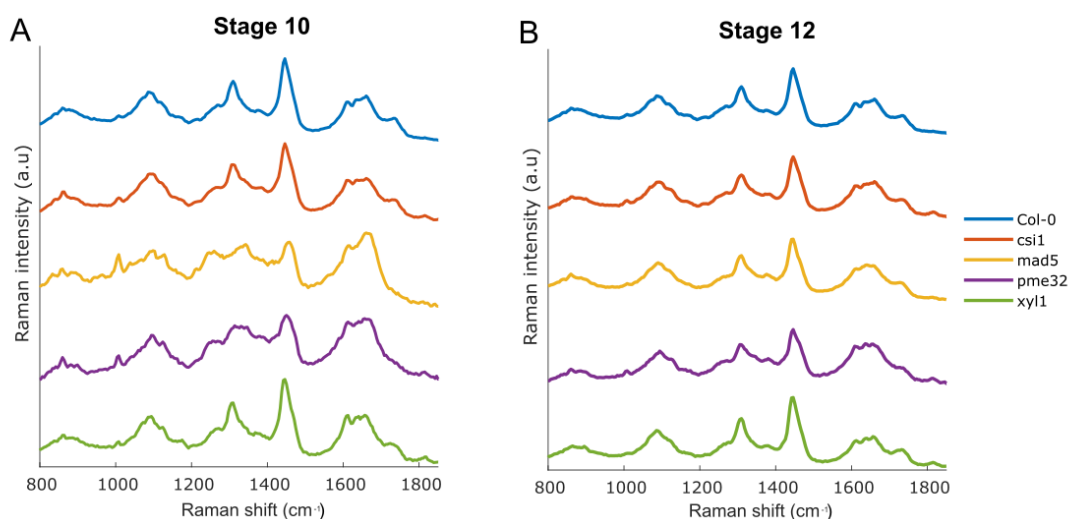 A
Stage 10
Raman intensity (a.u)
800 1000 1200 1400 1600 1800
Raman shift (cm⁻¹)
B
Stage 12
Raman intensity (a.u)
800 1000 1200 1400 1600 1800
Raman shift (cm⁻¹)
Col-0
csi1
mad5
pme32
xyl1